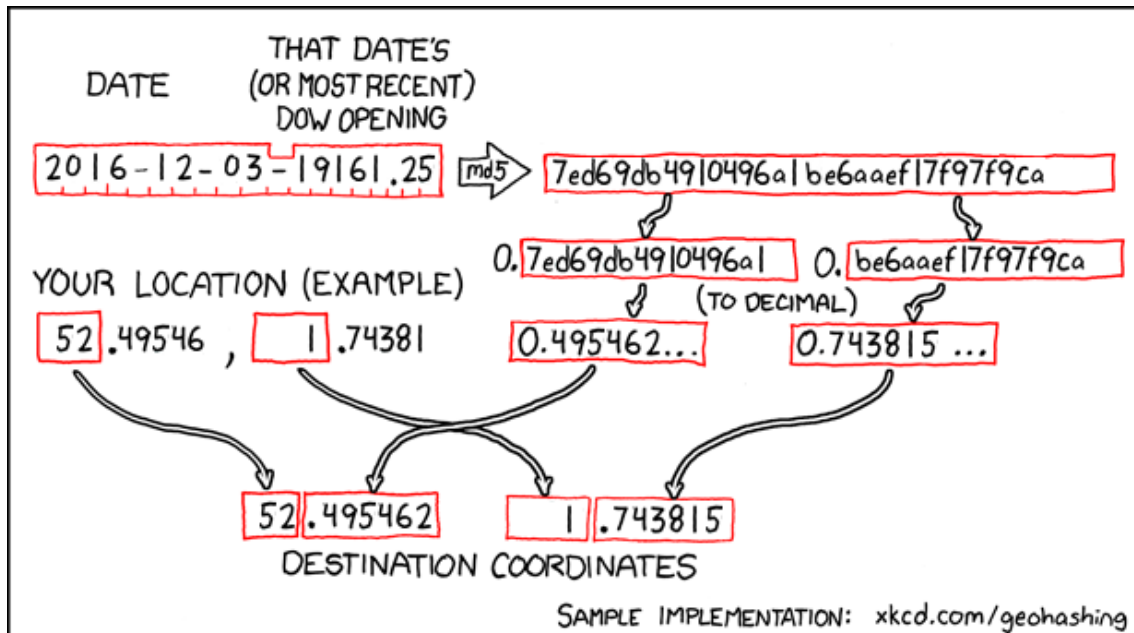 DATE
THAT DATE'S
(OR MOST RECENT)
DOW OPENING
2016-12-03-19161.25
md5
7ed69db4910496a1be6aaef17f97f9ca
0.7ed69db4910496a1
0.be6aaef17f97f9ca
YOUR LOCATION (EXAMPLE)
(TO DECIMAL)
52.49546, 1.74381
0.495462...
0.743815...
52.495462
1.743815
DESTINATION COORDINATES
SAMPLE IMPLEMENTATION: xkcd.com/geohashing